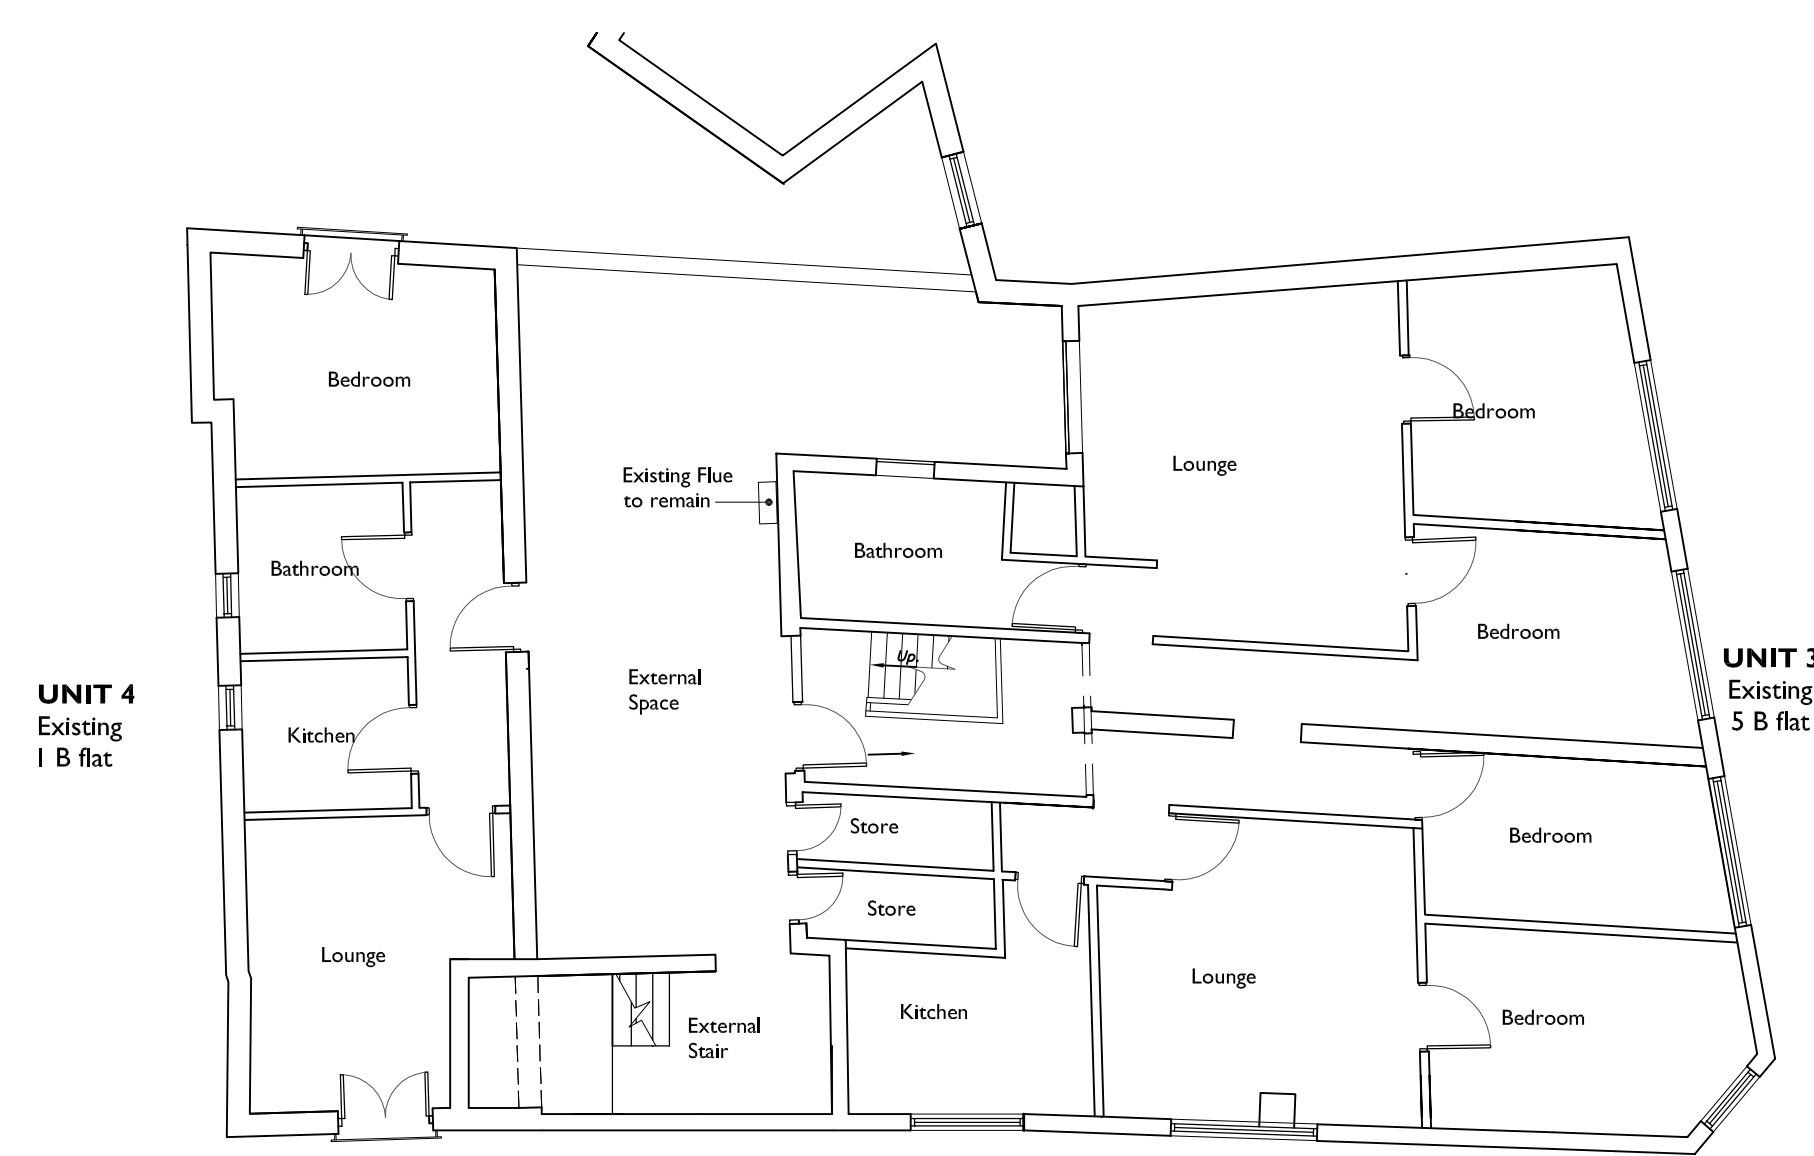 Bedroom
Bedroom
Lounge
Existing Flue
to remain
Bathroom
Bathroom
Bedroom
Up.
UNIT 3
Existing
5 B flat
External
Space
UNIT 4
Existing
1 B flat
Kitchen
Store
Bedroom
Store
Lounge
Lounge
Kitchen
Bedroom
External
Stair